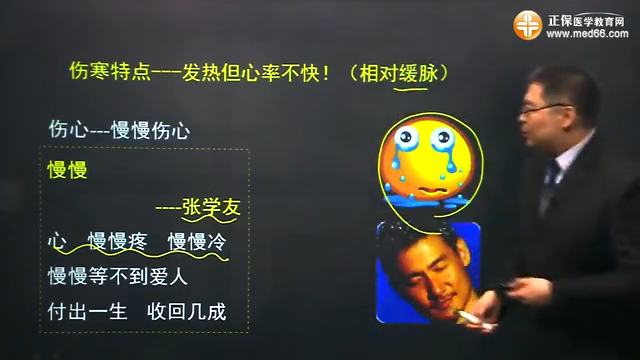 正保医学教育网
www.med66.com
伤寒特点---发热但心率不快！（相对缓脉）
伤心---慢慢伤心
慢慢
----张学友
心 慢慢疼 慢慢冷
慢慢等不到爱人
付出一生 收回几成